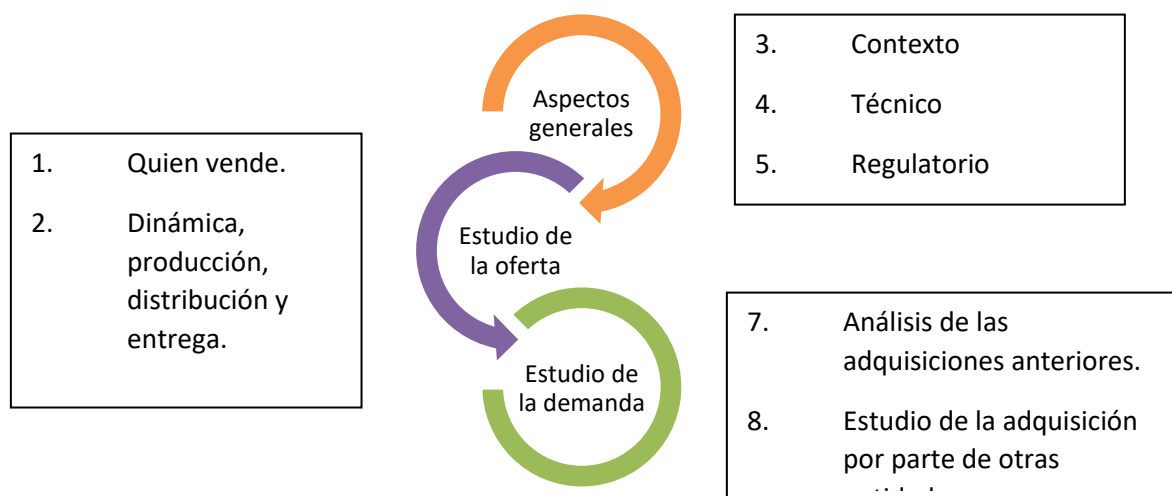 3. Contexto
4. Técnico
5. Regulatorio
Aspectos
generales
1. Quien vende.
2. Dinámica,
producción,
distribución y
entrega.
Estudio de
la oferta
Estudio de
la demanda
7. Análisis de las
adquisiciones anteriores.
8. Estudio de la adquisición
por parte de otras